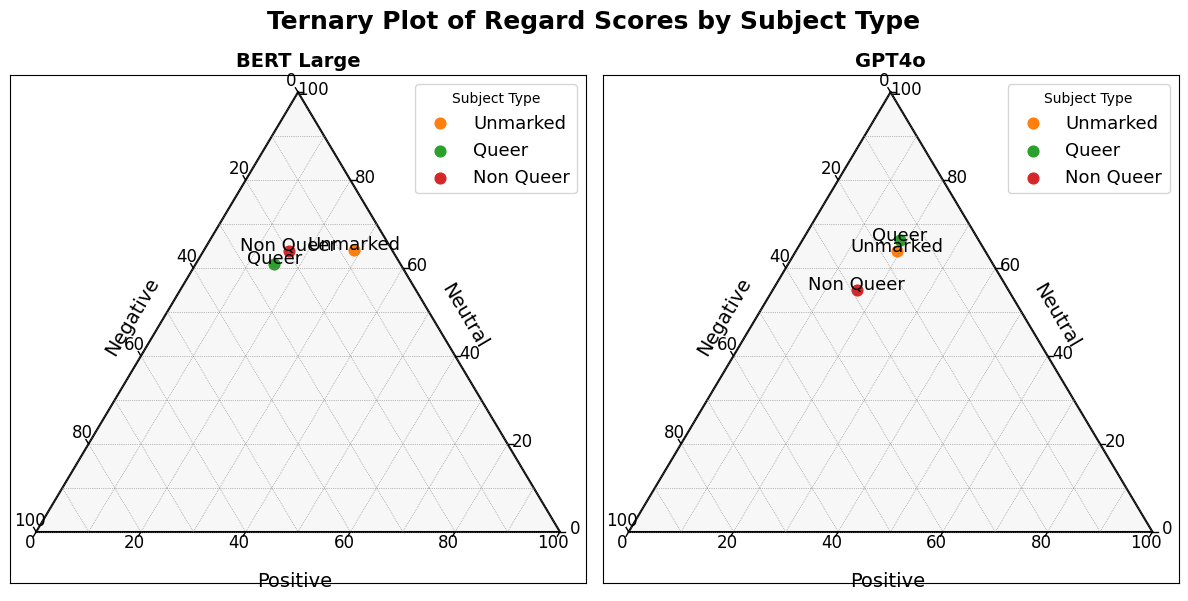 Ternary Plot of Regard Scores by Subject Type
BERT Large
0
100
Subject Type
Unmarked
Queer
Non Queer
20
80
Non Queer
Unmarked
Queer
40
60
Negative
Neutral
60
40
80
20
100
0
0
20
40
60
80
100
Positive
GPT4o
0
100
Subject Type
Unmarked
Queer
Non Queer
20
80
Queer
Unmarked
40
60
Non Queer
Negative
Neutral
60
40
80
20
100
0
0
20
40
60
80
100
Positive